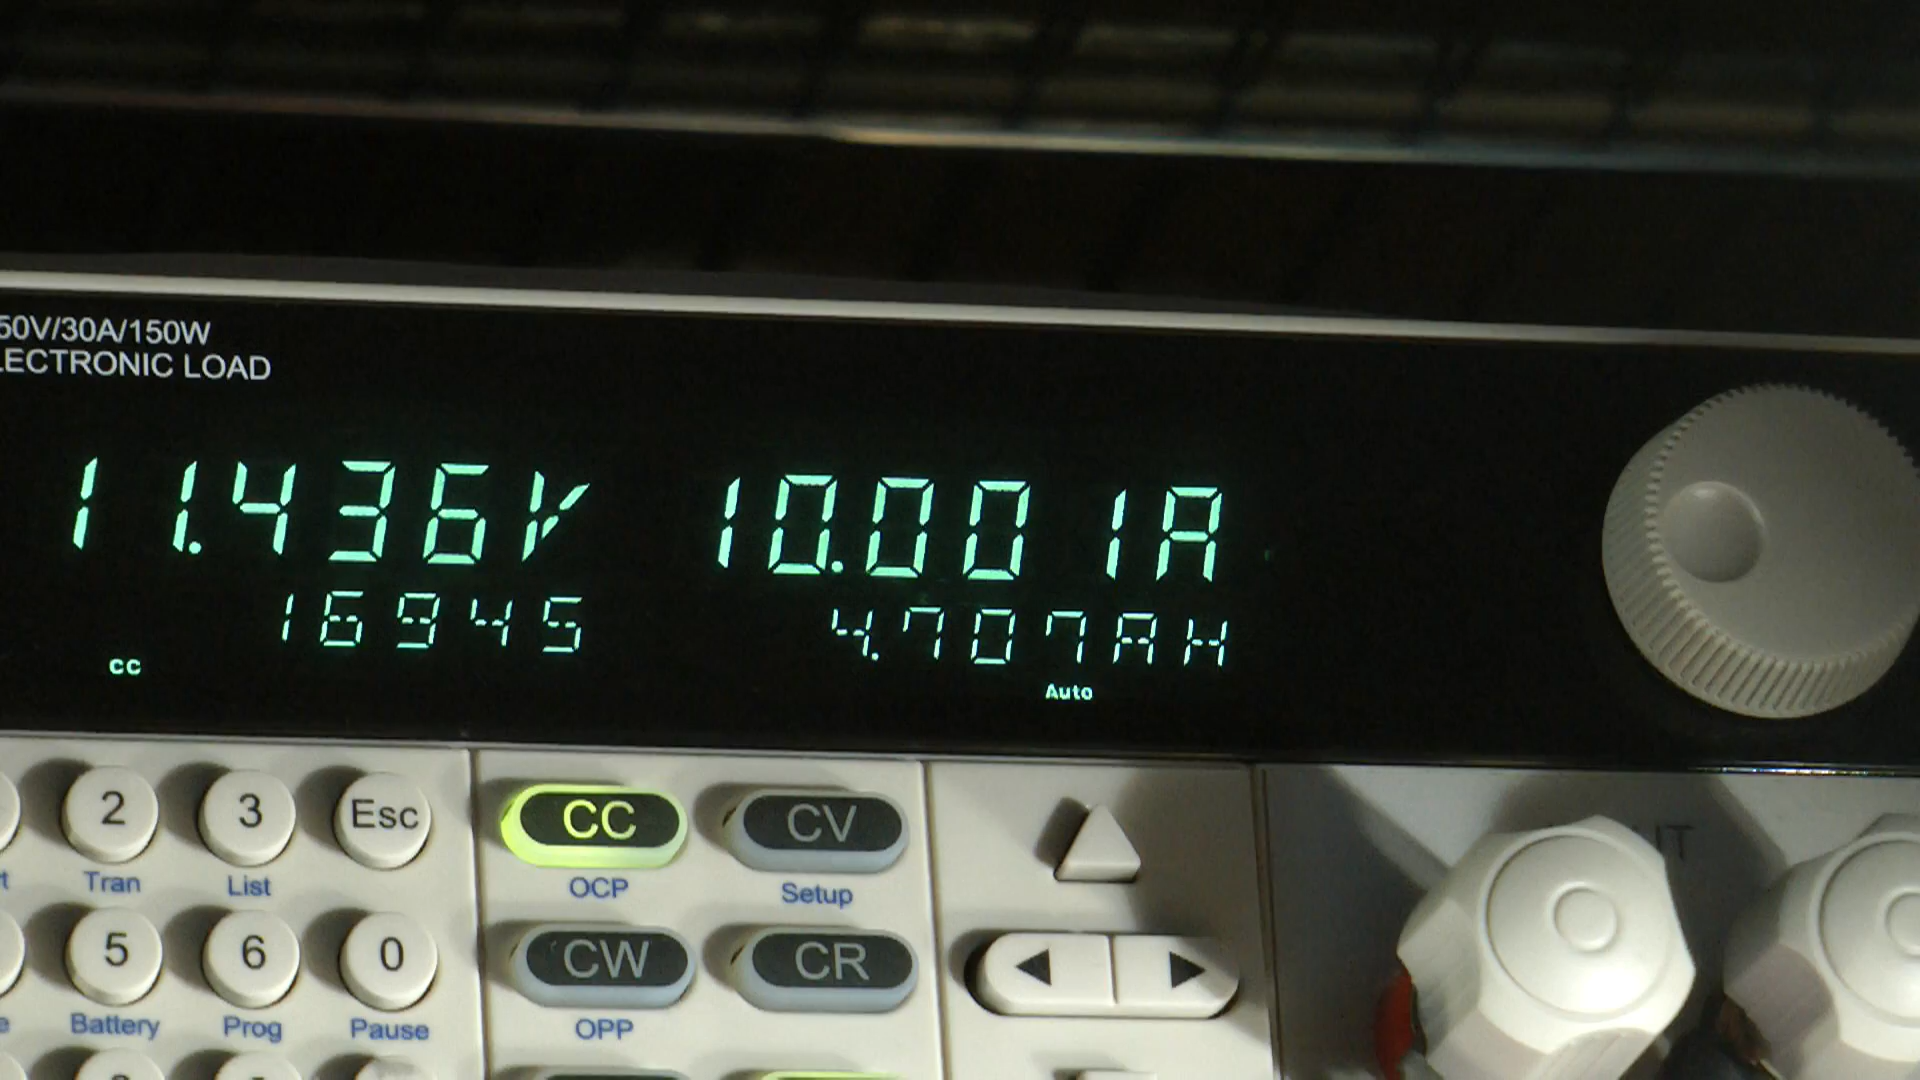 50V/30A/150W
LECTRONIC LOAD
11.436V 10.001A
1694S 4.707AH
CC
Auto
2 3 Esc CC CV
Tran List OCP Setup
5 6 0 CW CR
Battery Prog Pause OPP